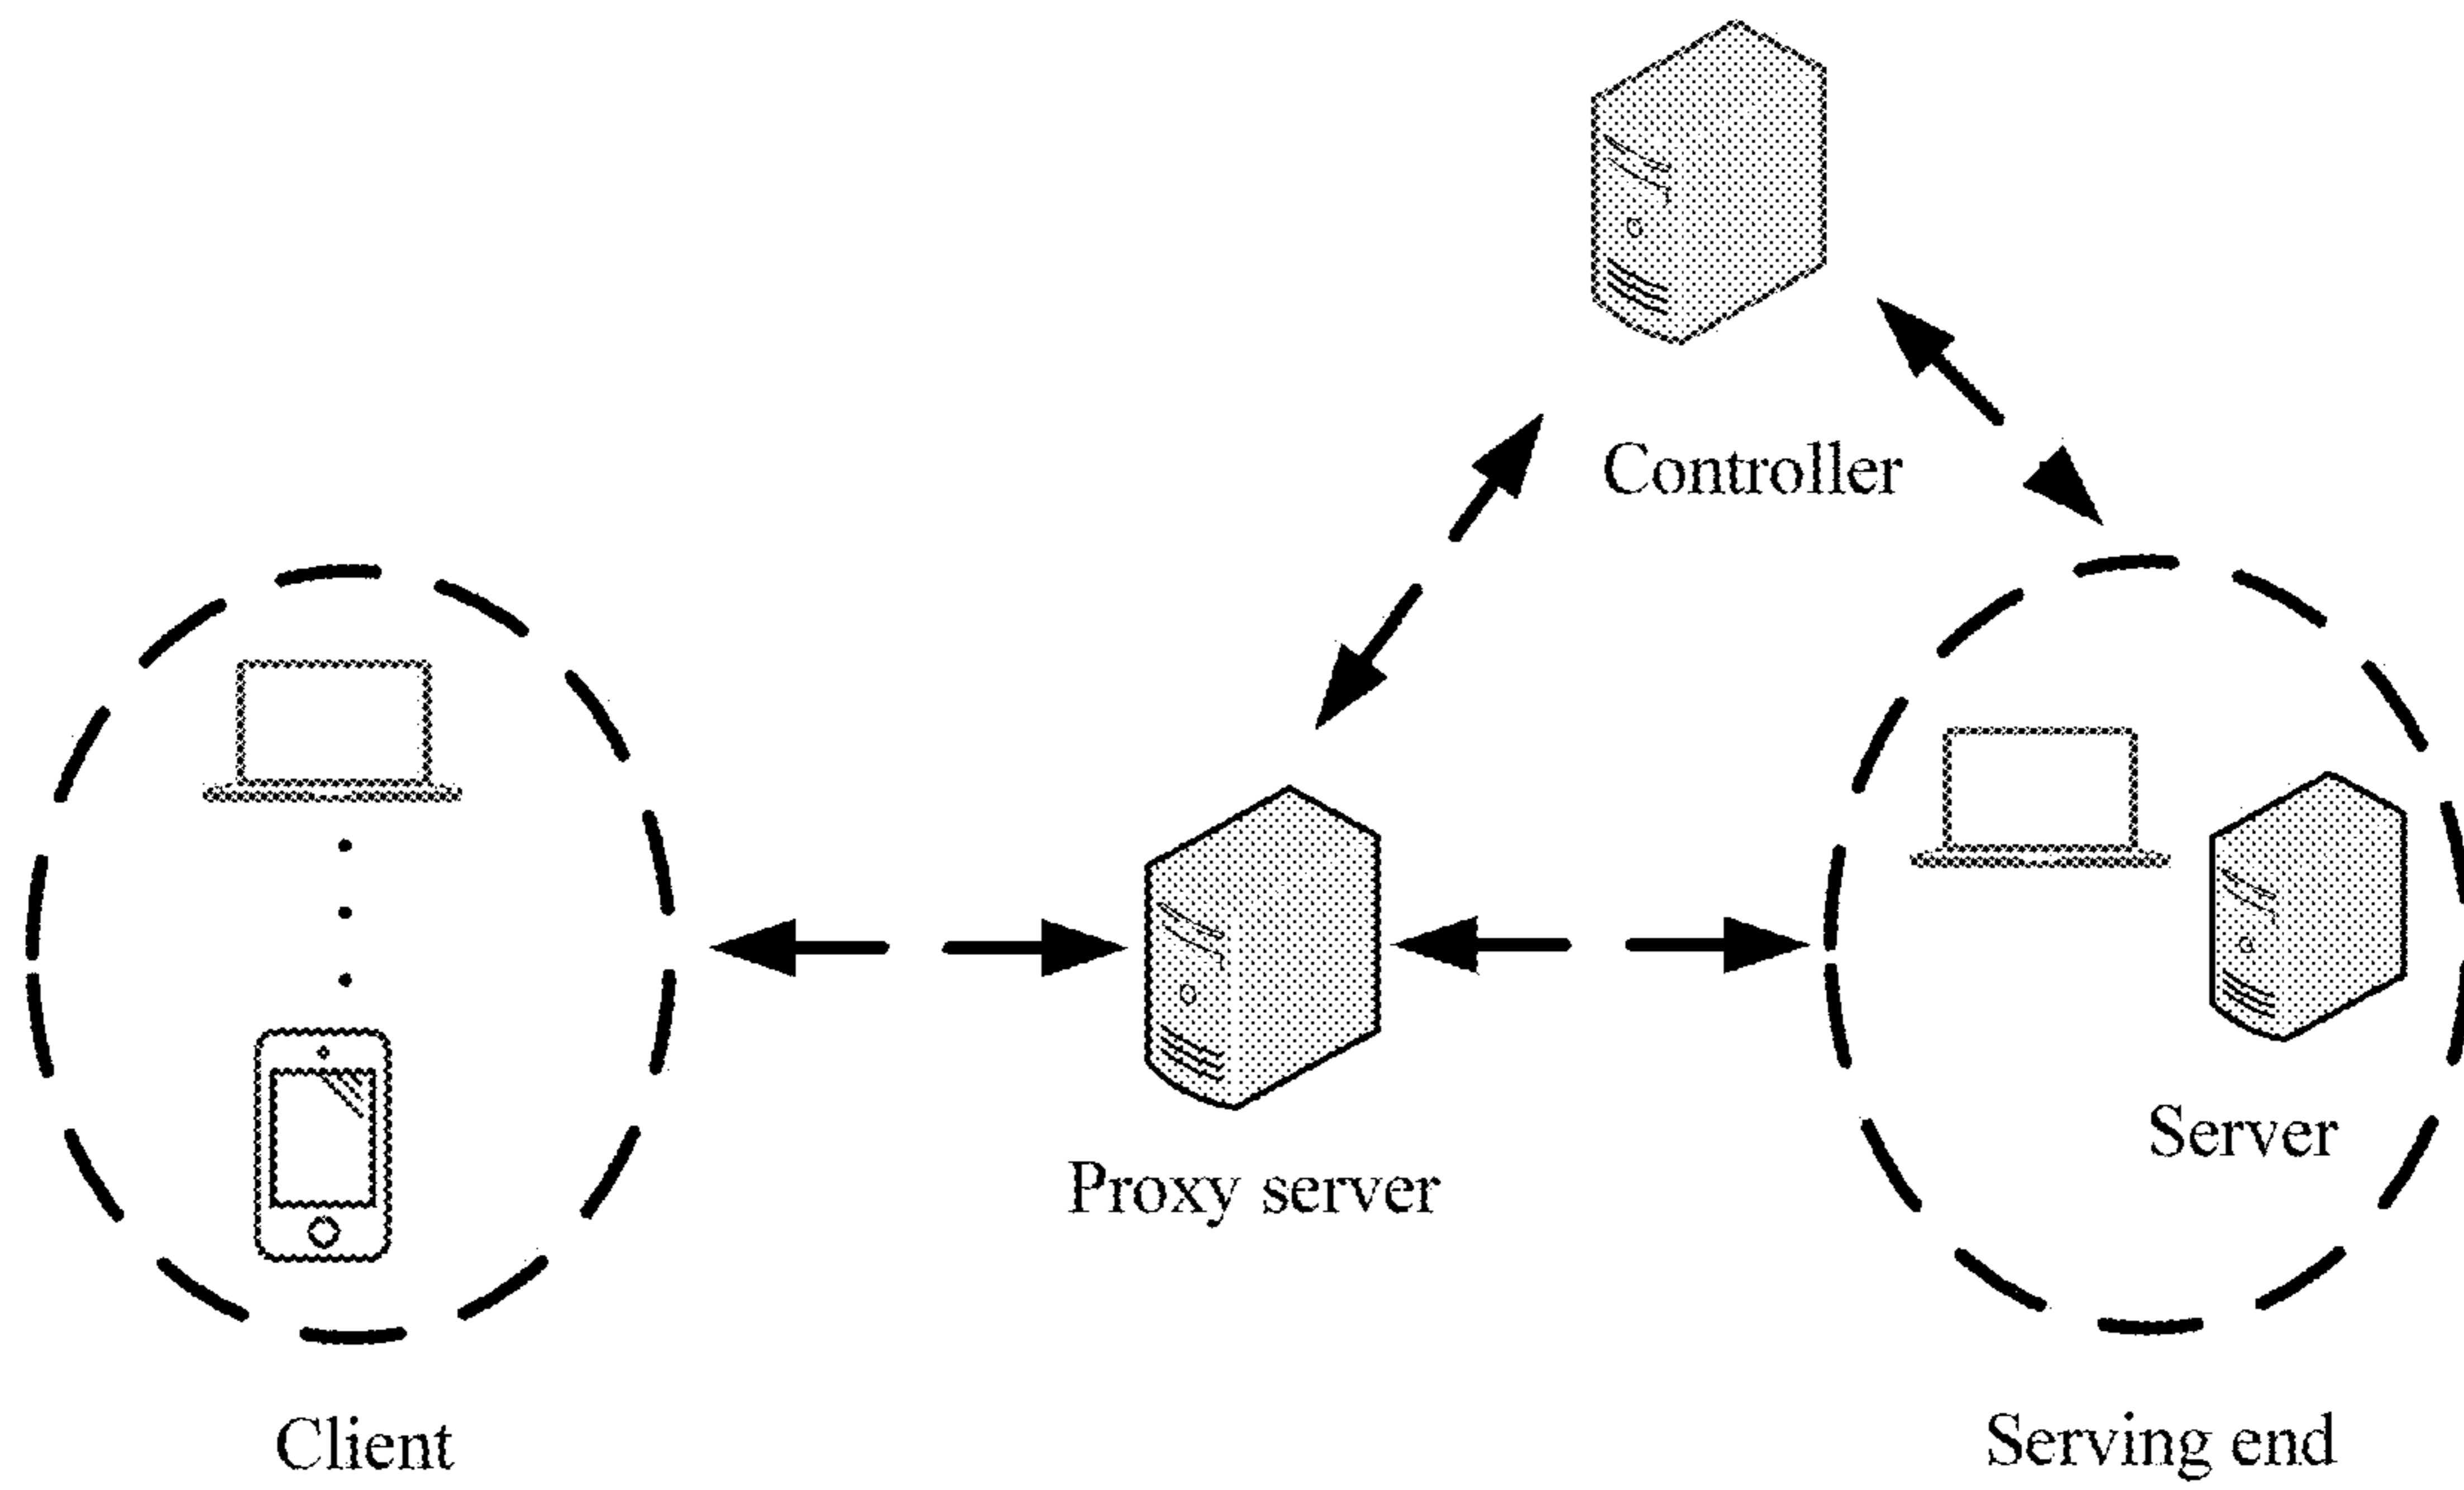 Controller
Server
Proxy server
Client
Serving end